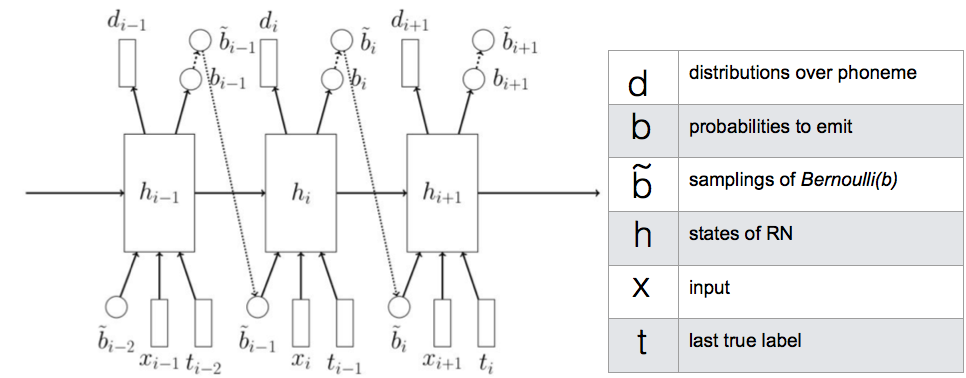 d_{i−1} b̃_{i−1} d_i b̃_i d_{i+1} b̃_{i+1}
b_{i−1} b_i b_{i+1}
h_{i−1} h_i h_{i+1}
b̃_{i−2} x_{i−1} t_{i−2} b̃_{i−1} x_i t_{i−1} b̃_i x_{i+1} t_i
d distributions over phoneme
b probabilities to emit
b̃ samplings of Bernoulli(b)
h states of RN
x input
t last true label